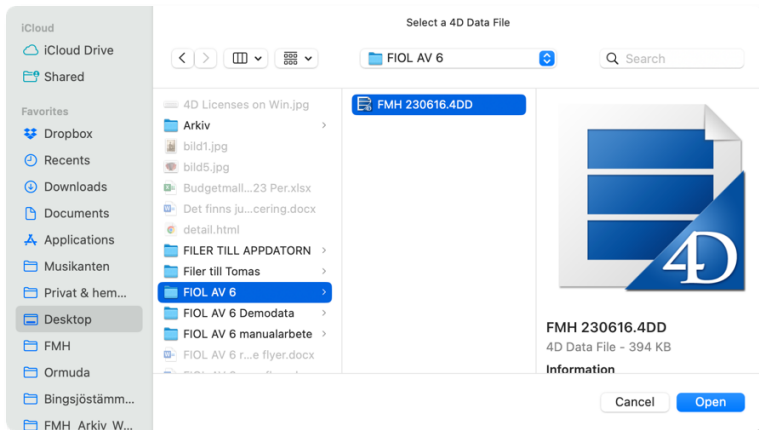 Select a 4D Data File
iCloud
iCloud Drive
Shared
Favorites
Dropbox
Recents
Downloads
Documents
Applications
Musikanten
Privat & hem...
Desktop
FMH
Ormuda
Bingsjöstämm...
FMH Arkiv W...
FIOL AV 6
Search
4D Licenses on Win.jpg
Arkiv
bild1.jpg
bild5.jpg
Budgetmall...23 Per.xlsx
Det finns ju...cering.docx
detail.html
FILER TILL APPDATORN
Filer till Tomas
FIOL AV 6
FIOL AV 6 Demodata
FIOL AV 6 manualarbete
FIOL AV 6 r...e flyer.docx
FMH 230616.4DD
4D
FMH 230616.4DD
4D Data File - 394 KB
Information
Cancel
Open